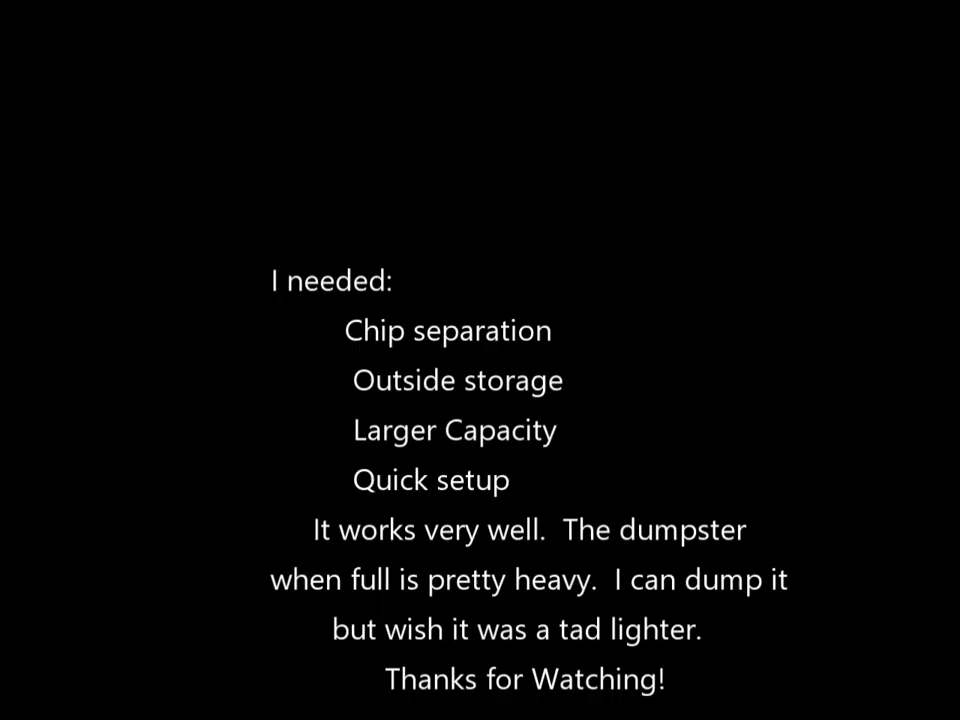 I needed:
Chip separation
Outside storage
Larger Capacity
Quick setup
It works very well.  The dumpster
when full is pretty heavy.  I can dump it
but wish it was a tad lighter.
Thanks for Watching!